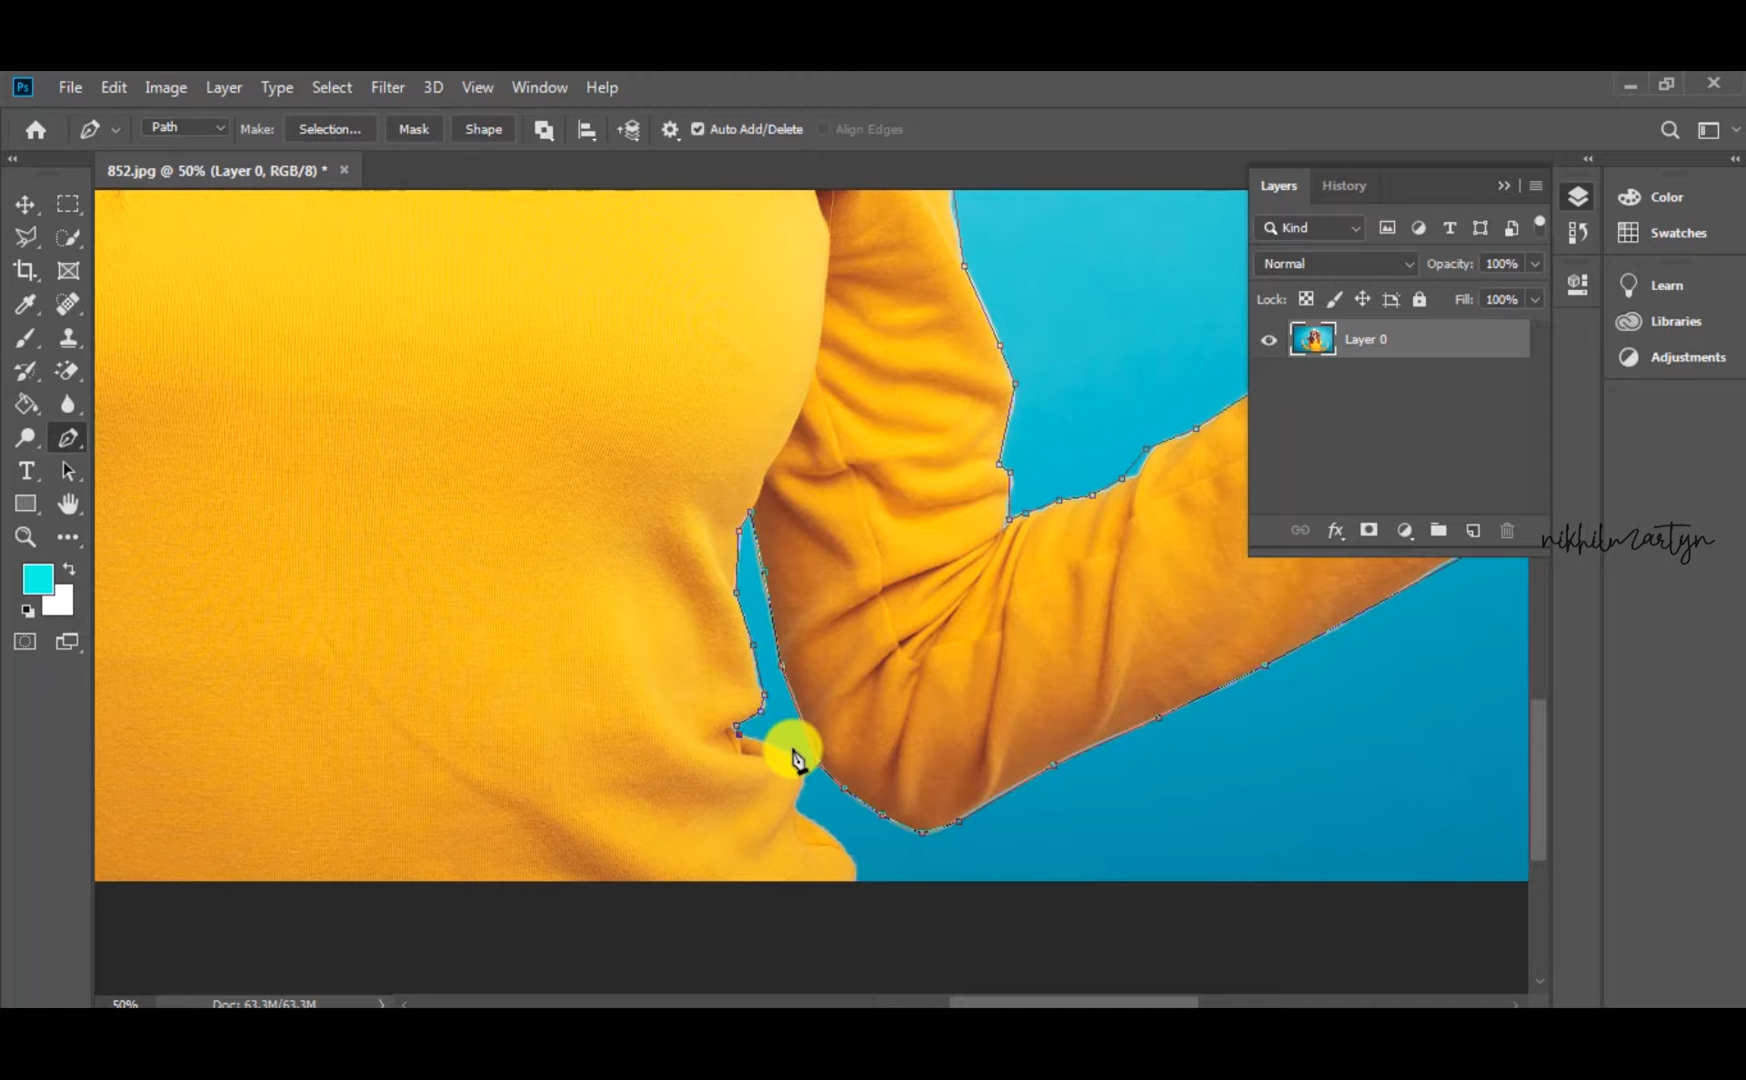 Ps File Edit Image Layer Type Select Filter 3D View Window Help
Path Make: Selection... Mask Shape Auto Add/Delete Align Edges
852.jpg @ 50% (Layer 0, RGB/8) *
Layers History
Kind
Normal Opacity: 100%
Lock: Fill: 100%
Layer 0
Color
Swatches
Learn
Libraries
Adjustments
nikhilmartyn
50% Doc: 63.3M/63.3M